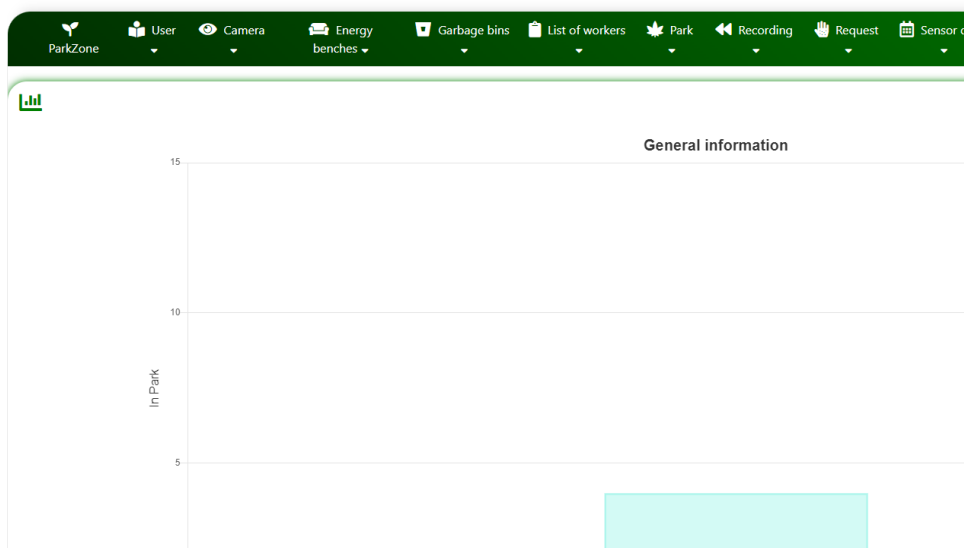 ParkZone
User
Camera
Energy
benches
Garbage bins
List of workers
Park
Recording
Request
Sensor
General information
15
10
5
In Park